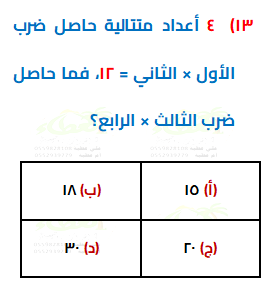 ١٣) ٤ أعداد متتالية حاصل ضرب
الأول × الثاني = ١٢، فما حاصل
ضرب الثالث × الرابع؟
(أ) ١٥ (ب) ١٨
(ج) ٢٠ (د) ٣٠